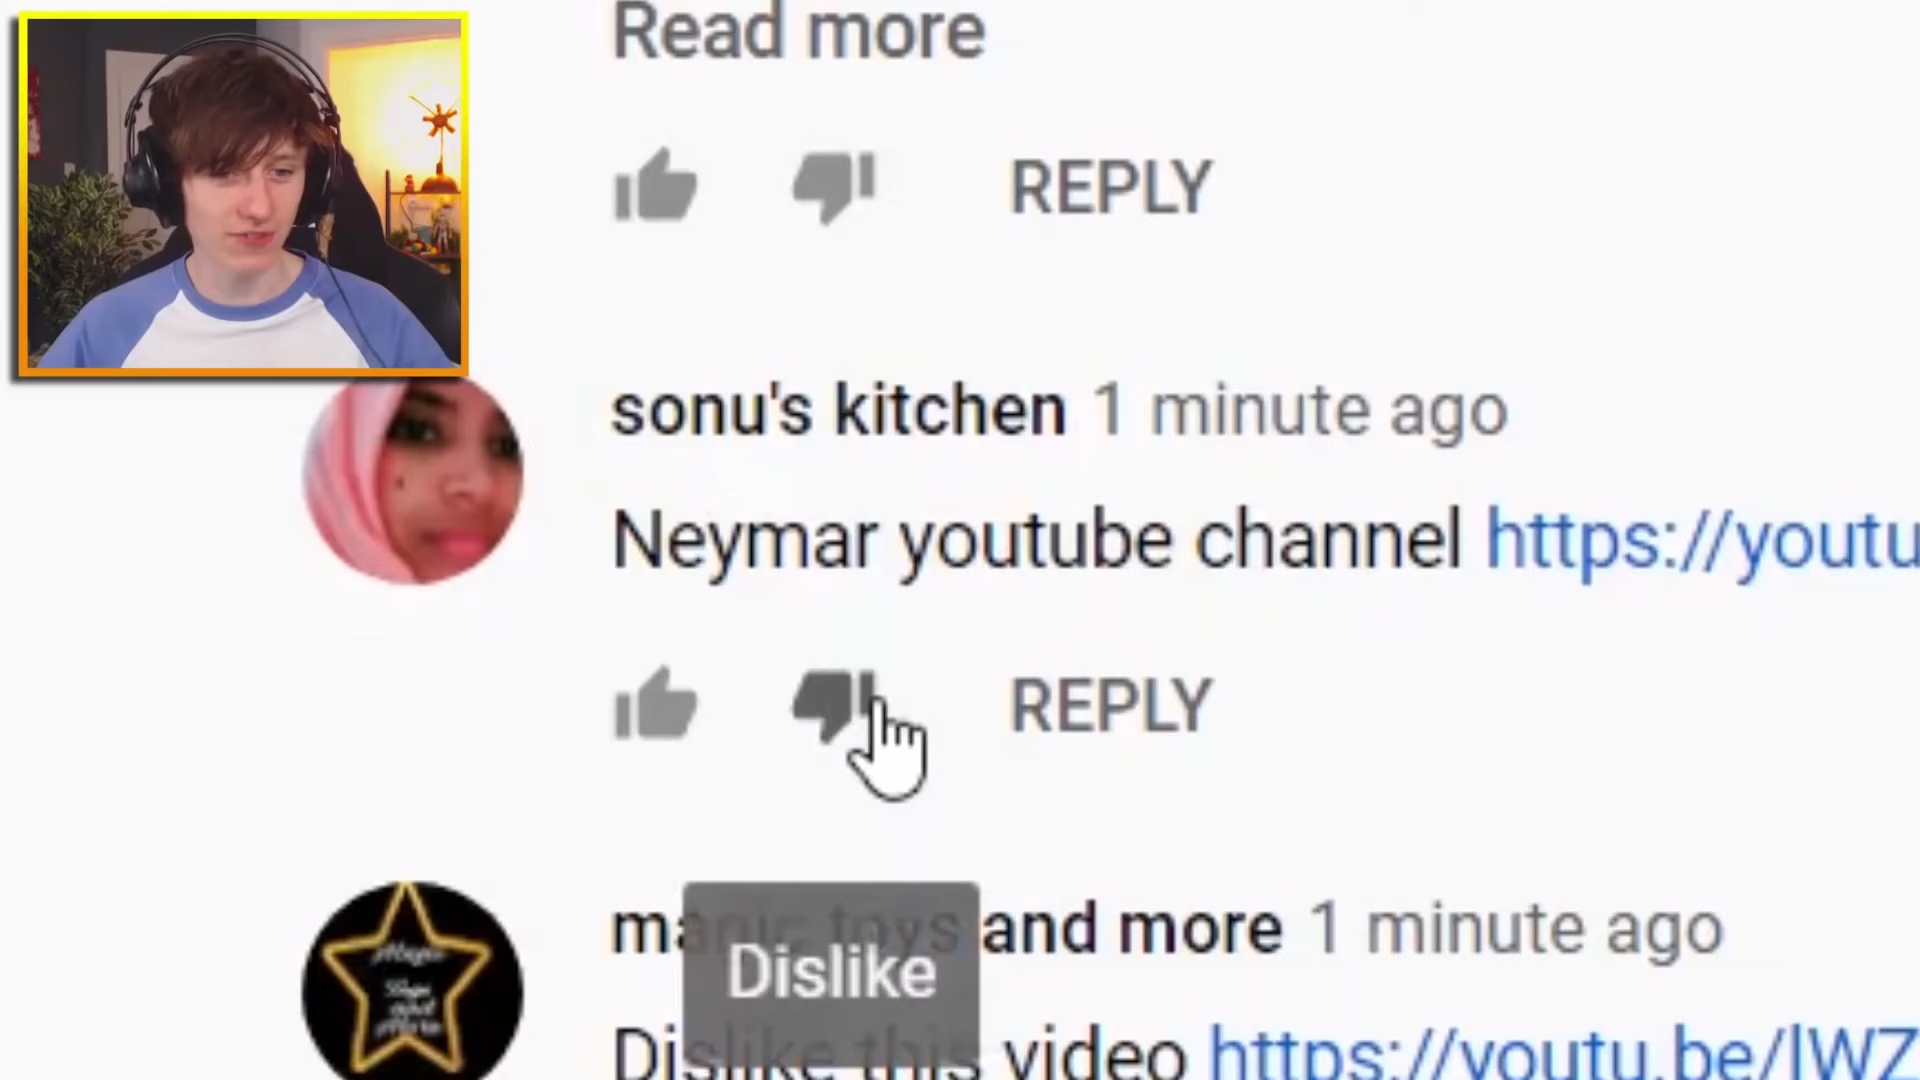 Read more
REPLY
sonu's kitchen 1 minute ago
Neymar youtube channel https://youtu
REPLY
magic toys and more 1 minute ago
Dislike
Dislike this video https://youtu.be/lWZ